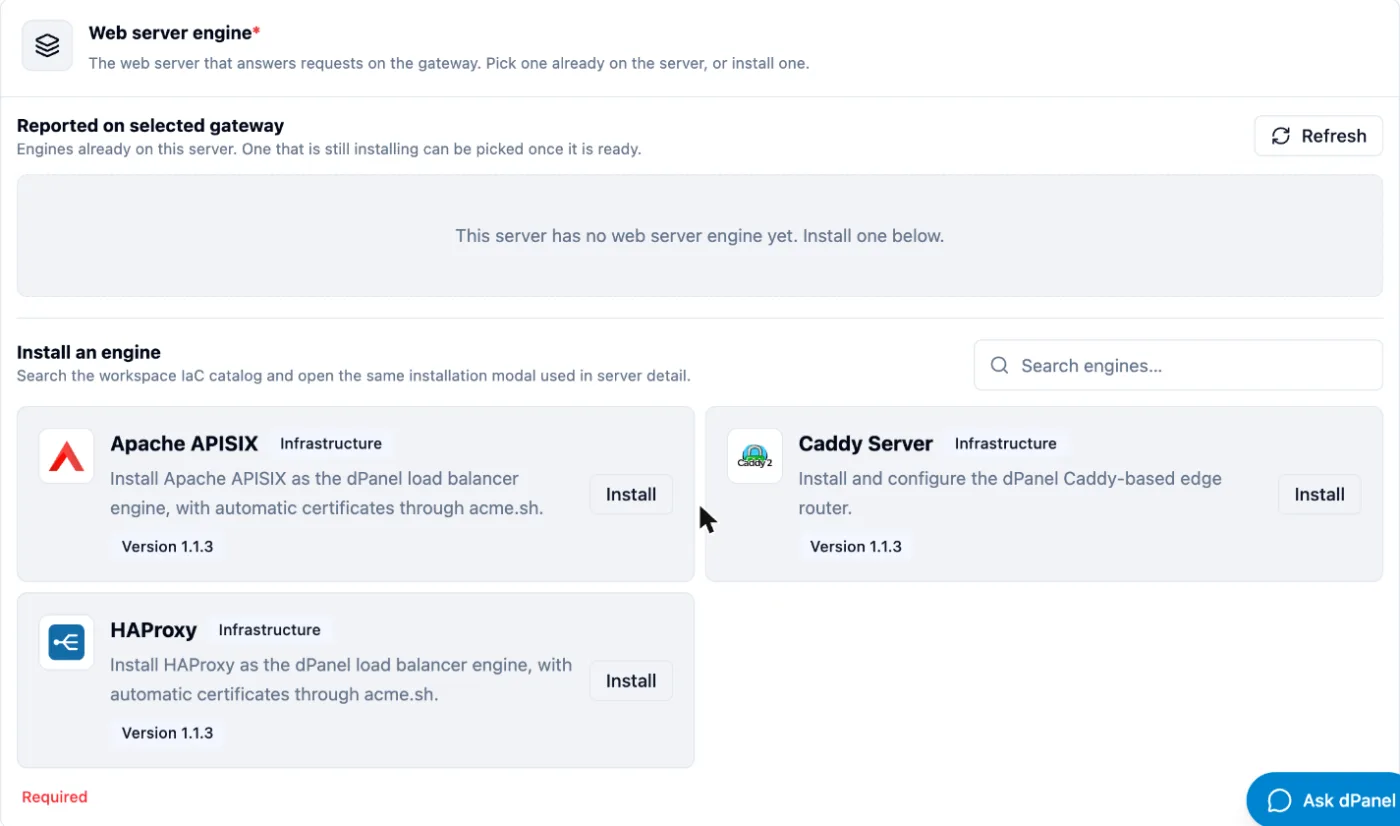 Web server engine*
The web server that answers requests on the gateway. Pick one already on the server, or install one.
Reported on selected gateway
Engines already on this server. One that is still installing can be picked once it is ready.
Refresh
This server has no web server engine yet. Install one below.
Install an engine
Search the workspace IaC catalog and open the same installation modal used in server detail.
Search engines...
Apache APISIX Infrastructure
Install Apache APISIX as the dPanel load balancer
engine, with automatic certificates through acme.sh.
Install
Version 1.1.3
Caddy 2
Caddy Server Infrastructure
Install and configure the dPanel Caddy-based edge
router.
Install
Version 1.1.3
HAProxy Infrastructure
Install HAProxy as the dPanel load balancer engine, with
automatic certificates through acme.sh.
Install
Version 1.1.3
Required
Ask dPanel